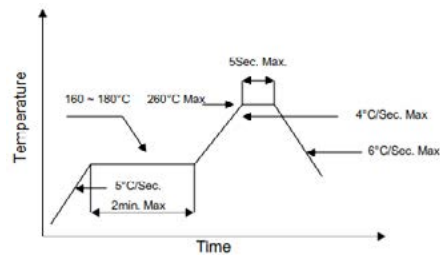 5Sec. Max.
160 ~ 180°C
260°C Max
4°C/Sec. Max
6°C/Sec. Max
5°C/Sec.
2min. Max
Temperature
Time